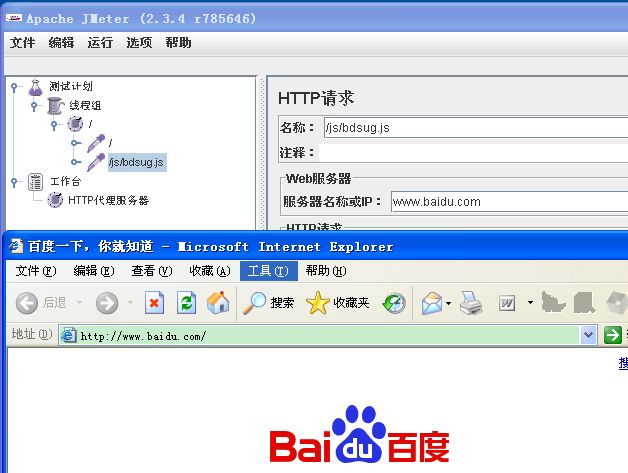 Apache JMeter (2.3.4 r785646)
文件 编辑 运行 选项 帮助
测试计划
线程组
/
/
/js/bdsug.js
工作台
HTTP代理服务器
HTTP请求
名称： /js/bdsug.js
注释：
Web服务器
服务器名称或IP： www.baidu.com
HTTP请求
百度一下，你就知道 - Microsoft Internet Explorer
文件(F) 编辑(E) 查看(V) 收藏(A) 工具(T) 帮助(H)
后退 搜索 收藏夹 W
地址(D) http://www.baidu.com/
搜
Bai du 百度